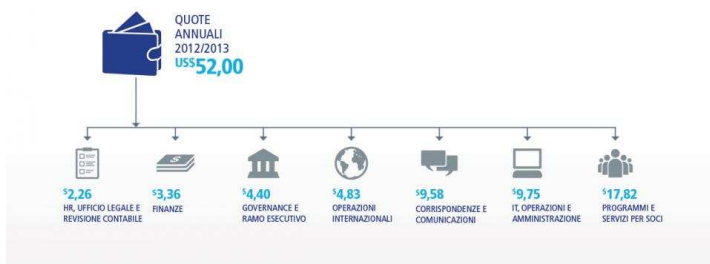 QUOTE
ANNUALI
2012/2013
US$52,00
$2,26
HR, UFFICIO LEGALE E
REVISIONE CONTABILE
$3,36
FINANZE
$4,40
GOVERNANCE E
RAMO ESECUTIVO
$4,83
OPERAZIONI
INTERNAZIONALI
$9,58
CORRISPONDENZE E
COMUNICAZIONI
$9,75
IT, OPERAZIONI E
AMMINISTRAZIONE
$17,82
PROGRAMMI E
SERVIZI PER SOCI